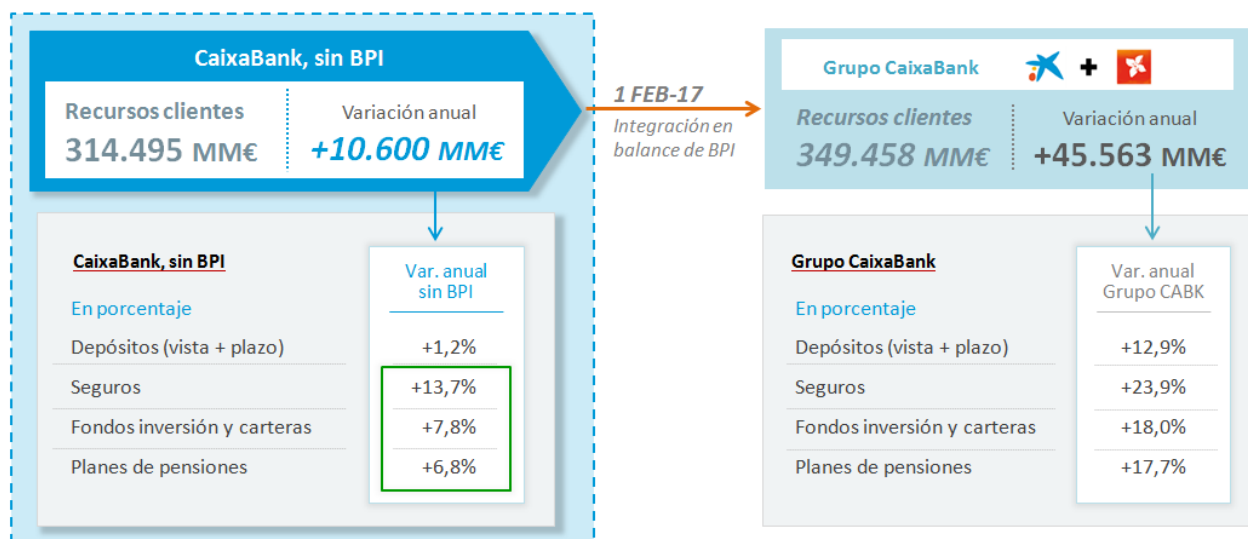 CaixaBank, sin BPI
Recursos clientes
314.495 MM€
Variación anual
+10.600 MM€
1 FEB-17
Integración en
balance de BPI
Grupo CaixaBank
+
Recursos clientes
349.458 MM€
Variación anual
+45.563 MM€
CaixaBank, sin BPI
En porcentaje
Var. anual
sin BPI
Depósitos (vista + plazo) +1,2%
Seguros +13,7%
Fondos inversión y carteras +7,8%
Planes de pensiones +6,8%
Grupo CaixaBank
En porcentaje
Var. anual
Grupo CABK
Depósitos (vista + plazo) +12,9%
Seguros +23,9%
Fondos inversión y carteras +18,0%
Planes de pensiones +17,7%